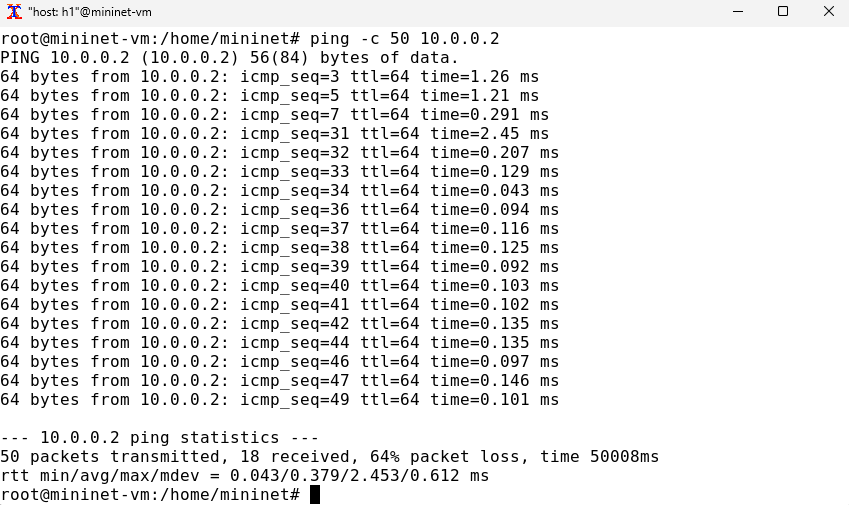 "host: h1"@mininet-vm
root@mininet-vm:/home/mininet# ping -c 50 10.0.0.2
PING 10.0.0.2 (10.0.0.2) 56(84) bytes of data.
64 bytes from 10.0.0.2: icmp_seq=3 ttl=64 time=1.26 ms
64 bytes from 10.0.0.2: icmp_seq=5 ttl=64 time=1.21 ms
64 bytes from 10.0.0.2: icmp_seq=7 ttl=64 time=0.291 ms
64 bytes from 10.0.0.2: icmp_seq=31 ttl=64 time=2.45 ms
64 bytes from 10.0.0.2: icmp_seq=32 ttl=64 time=0.207 ms
64 bytes from 10.0.0.2: icmp_seq=33 ttl=64 time=0.129 ms
64 bytes from 10.0.0.2: icmp_seq=34 ttl=64 time=0.043 ms
64 bytes from 10.0.0.2: icmp_seq=36 ttl=64 time=0.094 ms
64 bytes from 10.0.0.2: icmp_seq=37 ttl=64 time=0.116 ms
64 bytes from 10.0.0.2: icmp_seq=38 ttl=64 time=0.125 ms
64 bytes from 10.0.0.2: icmp_seq=39 ttl=64 time=0.092 ms
64 bytes from 10.0.0.2: icmp_seq=40 ttl=64 time=0.103 ms
64 bytes from 10.0.0.2: icmp_seq=41 ttl=64 time=0.102 ms
64 bytes from 10.0.0.2: icmp_seq=42 ttl=64 time=0.135 ms
64 bytes from 10.0.0.2: icmp_seq=44 ttl=64 time=0.135 ms
64 bytes from 10.0.0.2: icmp_seq=46 ttl=64 time=0.097 ms
64 bytes from 10.0.0.2: icmp_seq=47 ttl=64 time=0.146 ms
64 bytes from 10.0.0.2: icmp_seq=49 ttl=64 time=0.101 ms
--- 10.0.0.2 ping statistics ---
50 packets transmitted, 18 received, 64% packet loss, time 50008ms
rtt min/avg/max/mdev = 0.043/0.379/2.453/0.612 ms
root@mininet-vm:/home/mininet#